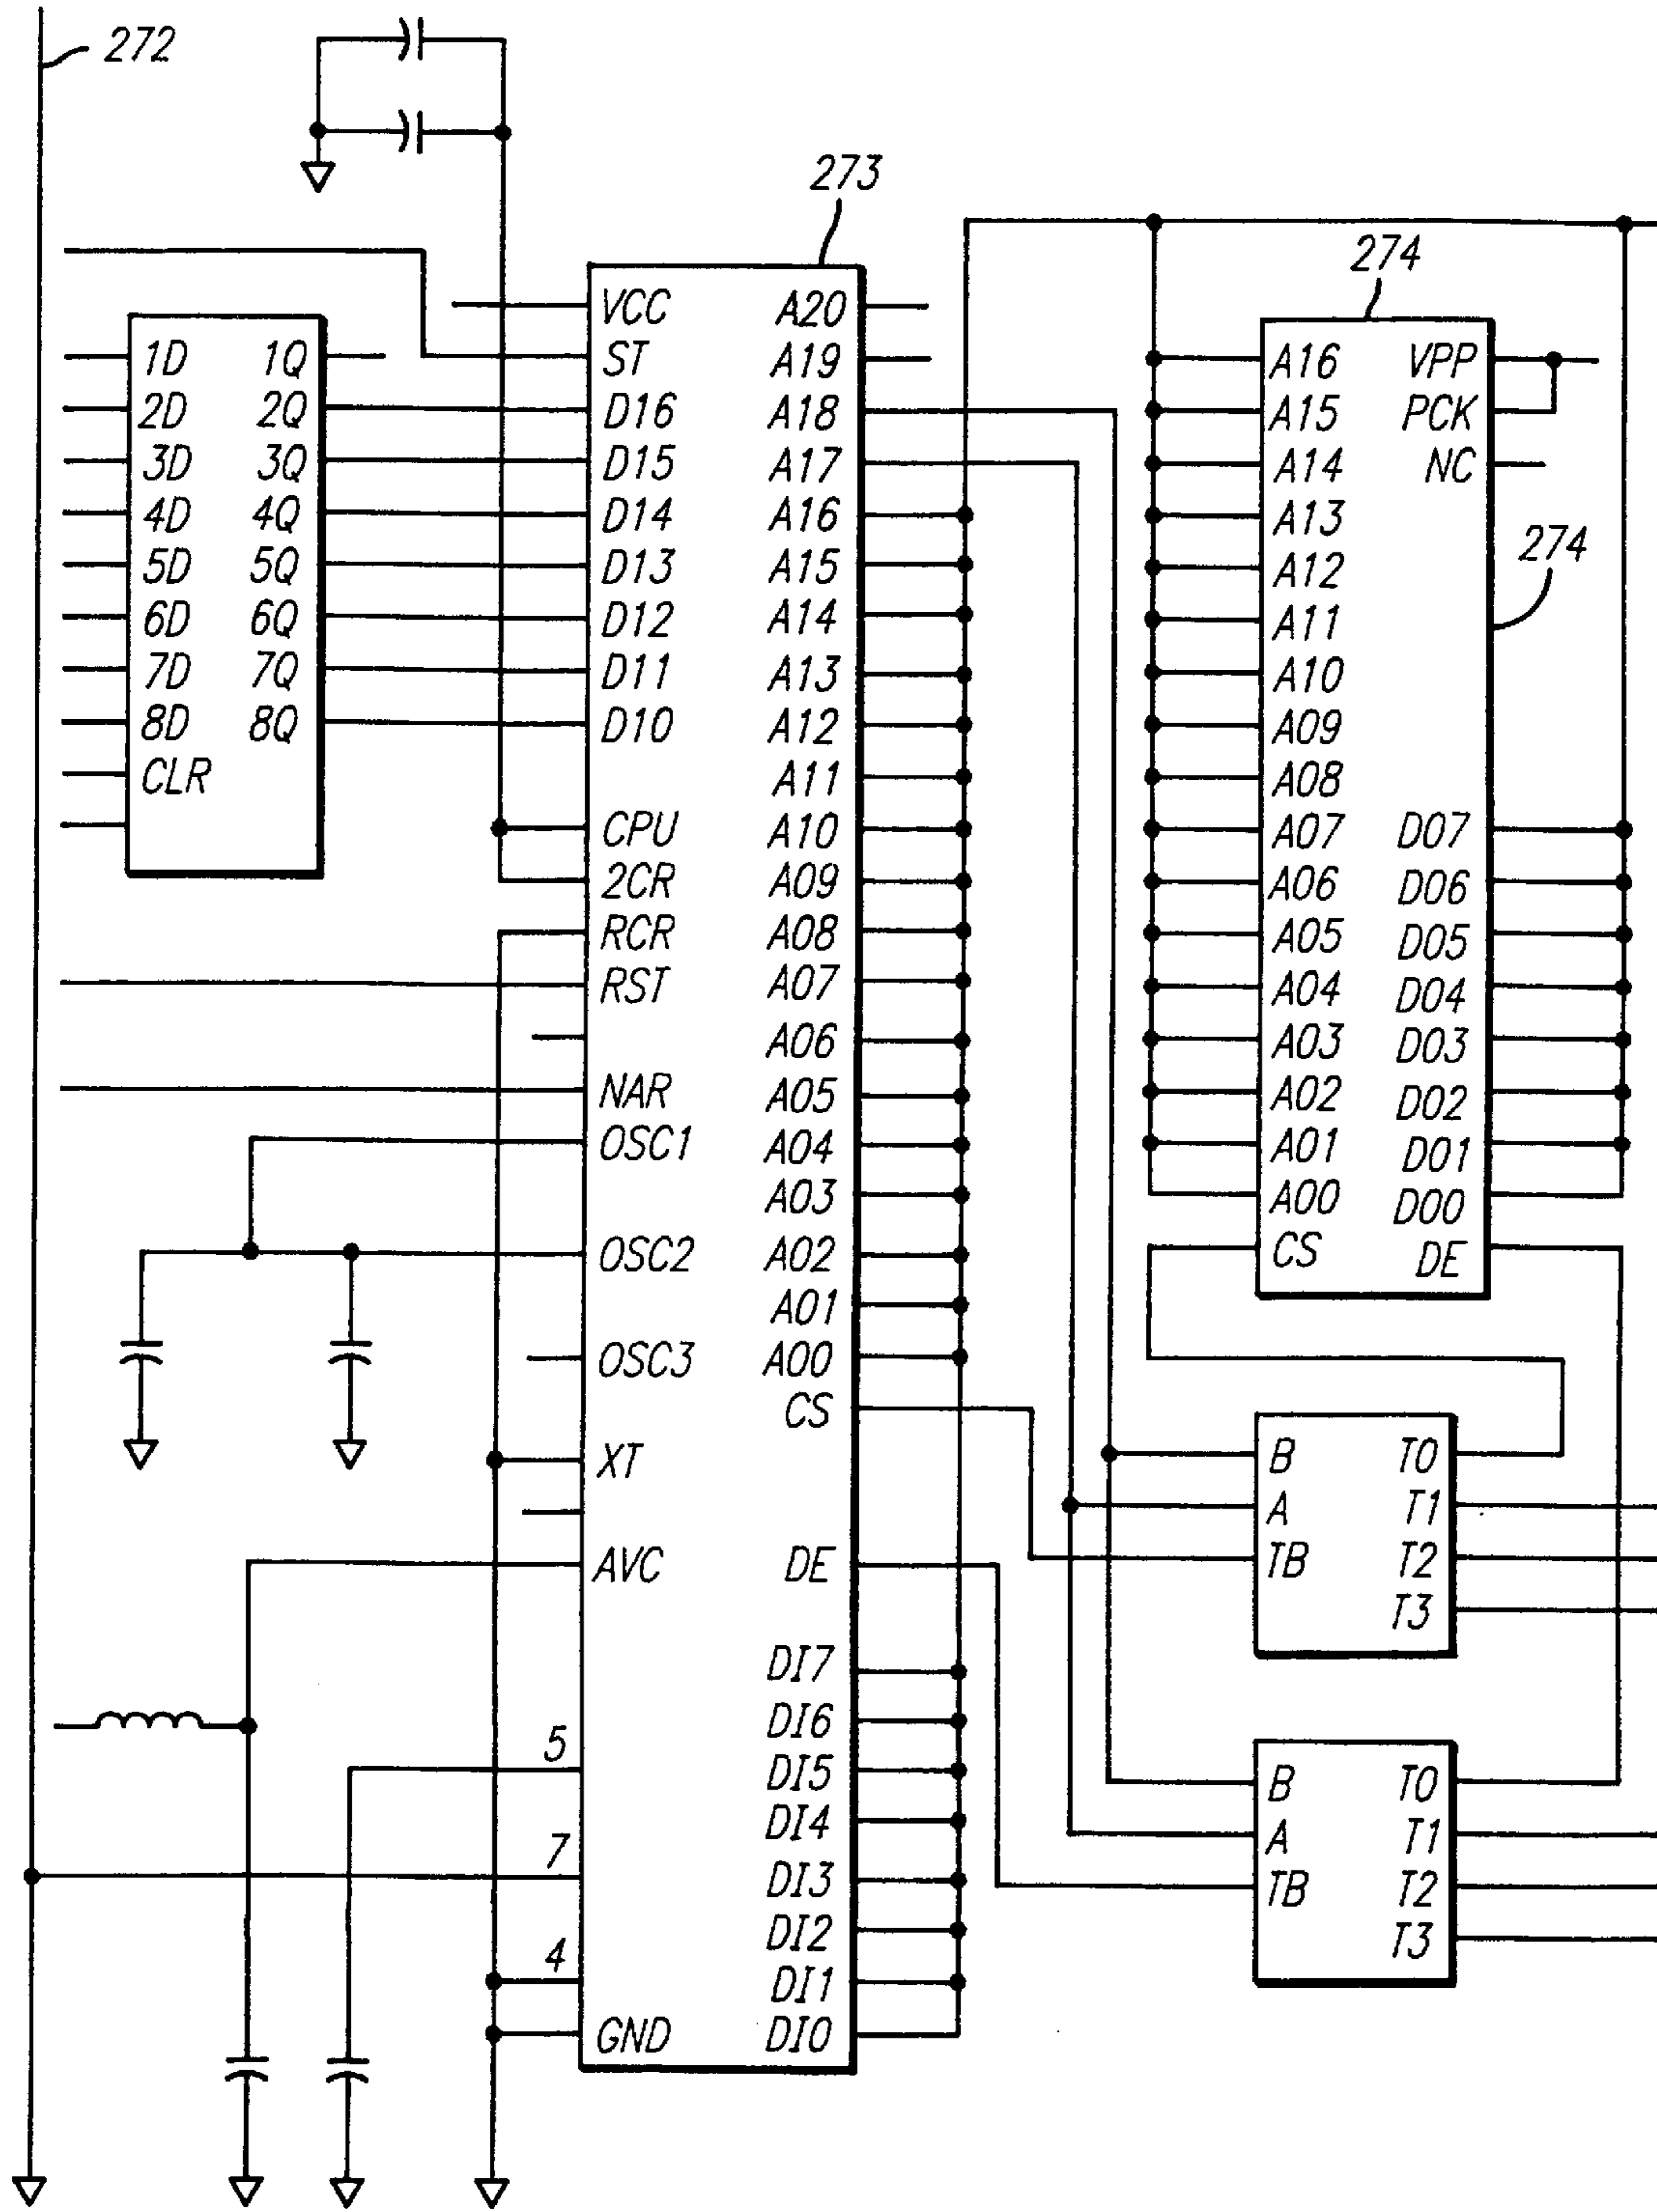 272
273
274
274
1D 1Q
2D 2Q
3D 3Q
4D 4Q
5D 5Q
6D 6Q
7D 7Q
8D 8Q
CLR
VCC A20
ST A19
D16 A18
D15 A17
D14 A16
D13 A15
D12 A14
D11 A13
D10 A12
A11
CPU A10
2CR A09
RCR A08
RST A07
A06
NAR A05
OSC1 A04
A03
OSC2 A02
A01
OSC3 A00
CS
XT
AVC DE
DI7
DI6
5 DI5
DI4
7 DI3
DI2
4 DI1
GND DI0
A16 VPP
A15 PCK
A14 NC
A13
A12
A11
A10
A09
A08
A07 D07
A06 D06
A05 D05
A04 D04
A03 D03
A02 D02
A01 D01
A00 D00
CS DE
B T0
A T1
TB T2
T3
B T0
A T1
TB T2
T3